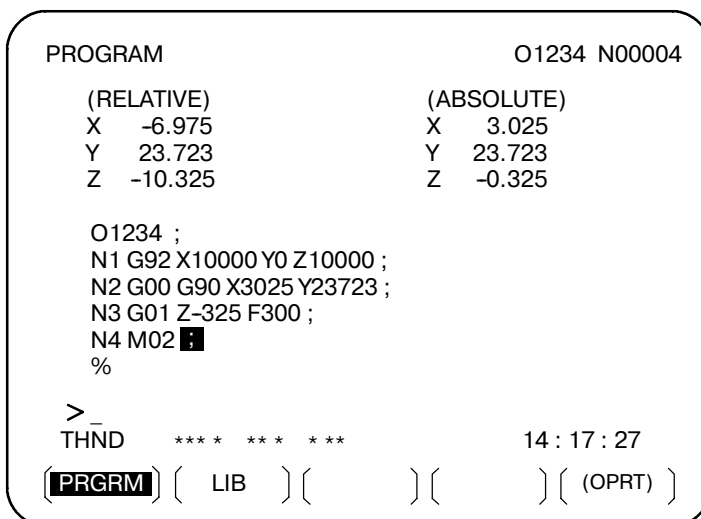 PROGRAM O1234 N00004
(RELATIVE) (ABSOLUTE)
X -6.975 X 3.025
Y 23.723 Y 23.723
Z -10.325 Z -0.325
O1234 ;
N1 G92 X10000 Y0 Z10000 ;
N2 G00 G90 X3025 Y23723 ;
N3 G01 Z-325 F300 ;
N4 M02 ;
%
>_
THND **** *** *** 14 : 17 : 27
PRGRM LIB (OPRT)